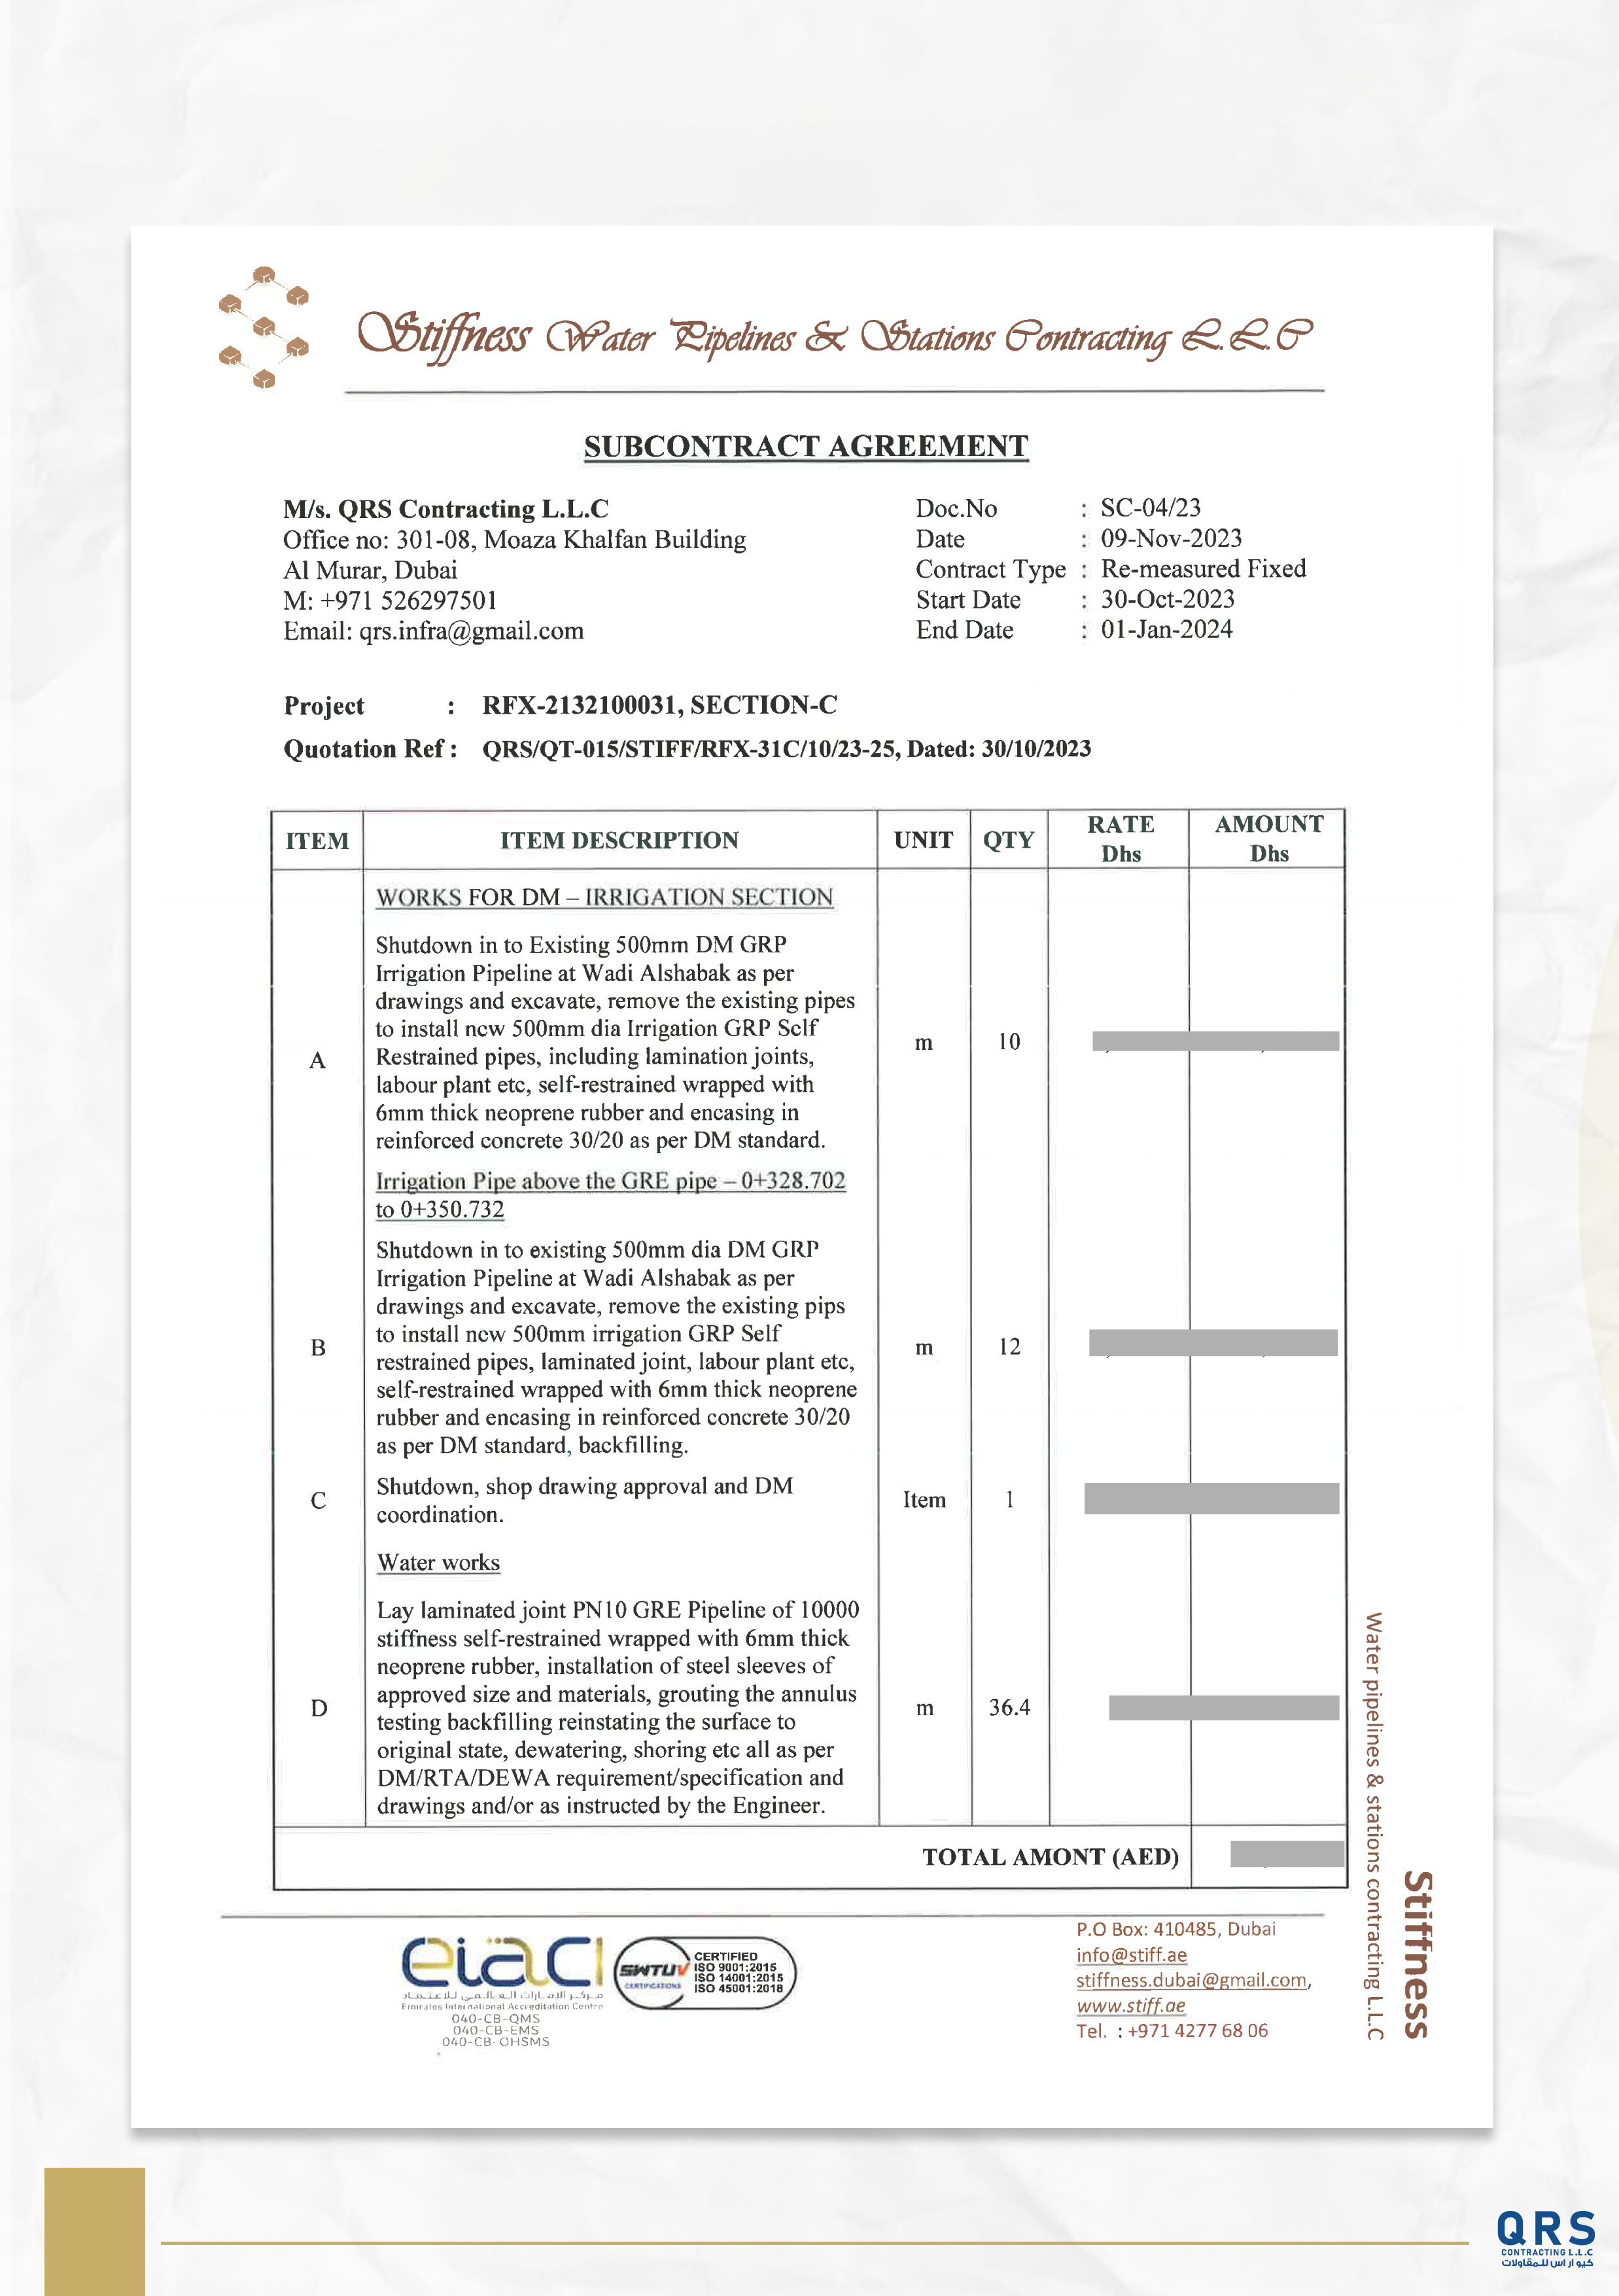 Stiffness Water Pipelines & Stations Contracting L.L.C
SUBCONTRACT AGREEMENT
M/s. QRS Contracting L.L.C
Office no: 301-08, Moaza Khalfan Building
Al Murar, Dubai
M: +971 526297501
Email: qrs.infra@gmail.com
Doc.No : SC-04/23
Date : 09-Nov-2023
Contract Type : Re-measured Fixed
Start Date : 30-Oct-2023
End Date : 01-Jan-2024
Project : RFX-2132100031, SECTION-C
Quotation Ref : QRS/QT-015/STIFF/RFX-31C/10/23-25, Dated: 30/10/2023
ITEM ITEM DESCRIPTION UNIT QTY RATE Dhs AMOUNT Dhs
WORKS FOR DM – IRRIGATION SECTION
Shutdown in to Existing 500mm DM GRP
Irrigation Pipeline at Wadi Alshabak as per
drawings and excavate, remove the existing pipes
to install new 500mm dia Irrigation GRP Self
A Restrained pipes, including lamination joints, m 10
labour plant etc, self-restrained wrapped with
6mm thick neoprene rubber and encasing in
reinforced concrete 30/20 as per DM standard.
Irrigation Pipe above the GRE pipe – 0+328.702
to 0+350.732
Shutdown in to existing 500mm dia DM GRP
Irrigation Pipeline at Wadi Alshabak as per
drawings and excavate, remove the existing pips
to install new 500mm irrigation GRP Self
B restrained pipes, laminated joint, labour plant etc, m 12
self-restrained wrapped with 6mm thick neoprene
rubber and encasing in reinforced concrete 30/20
as per DM standard, backfilling.
C Shutdown, shop drawing approval and DM Item 1
coordination.
Water works
Lay laminated joint PN10 GRE Pipeline of 10000
stiffness self-restrained wrapped with 6mm thick
neoprene rubber, installation of steel sleeves of
D approved size and materials, grouting the annulus m 36.4
testing backfilling reinstating the surface to
original state, dewatering, shoring etc all as per
DM/RTA/DEWA requirement/specification and
drawings and/or as instructed by the Engineer.
TOTAL AMONT (AED)
eiac
مركز الإمارات العالمي للاعتماد
Emirates International Accreditation Centre
040-CB-QMS
040-CB-EMS
040-CB-OHSMS
SWTUV
CERTIFICATIONS
CERTIFIED
ISO 9001:2015
ISO 14001:2015
ISO 45001:2018
P.O Box: 410485, Dubai
info@stiff.ae
stiffness.dubai@gmail.com,
www.stiff.ae
Tel. : +971 4277 68 06
Water pipelines & stations contracting L.L.C
Stiffness
QRS
CONTRACTING L.L.C
كيو ار اس للمقاولات